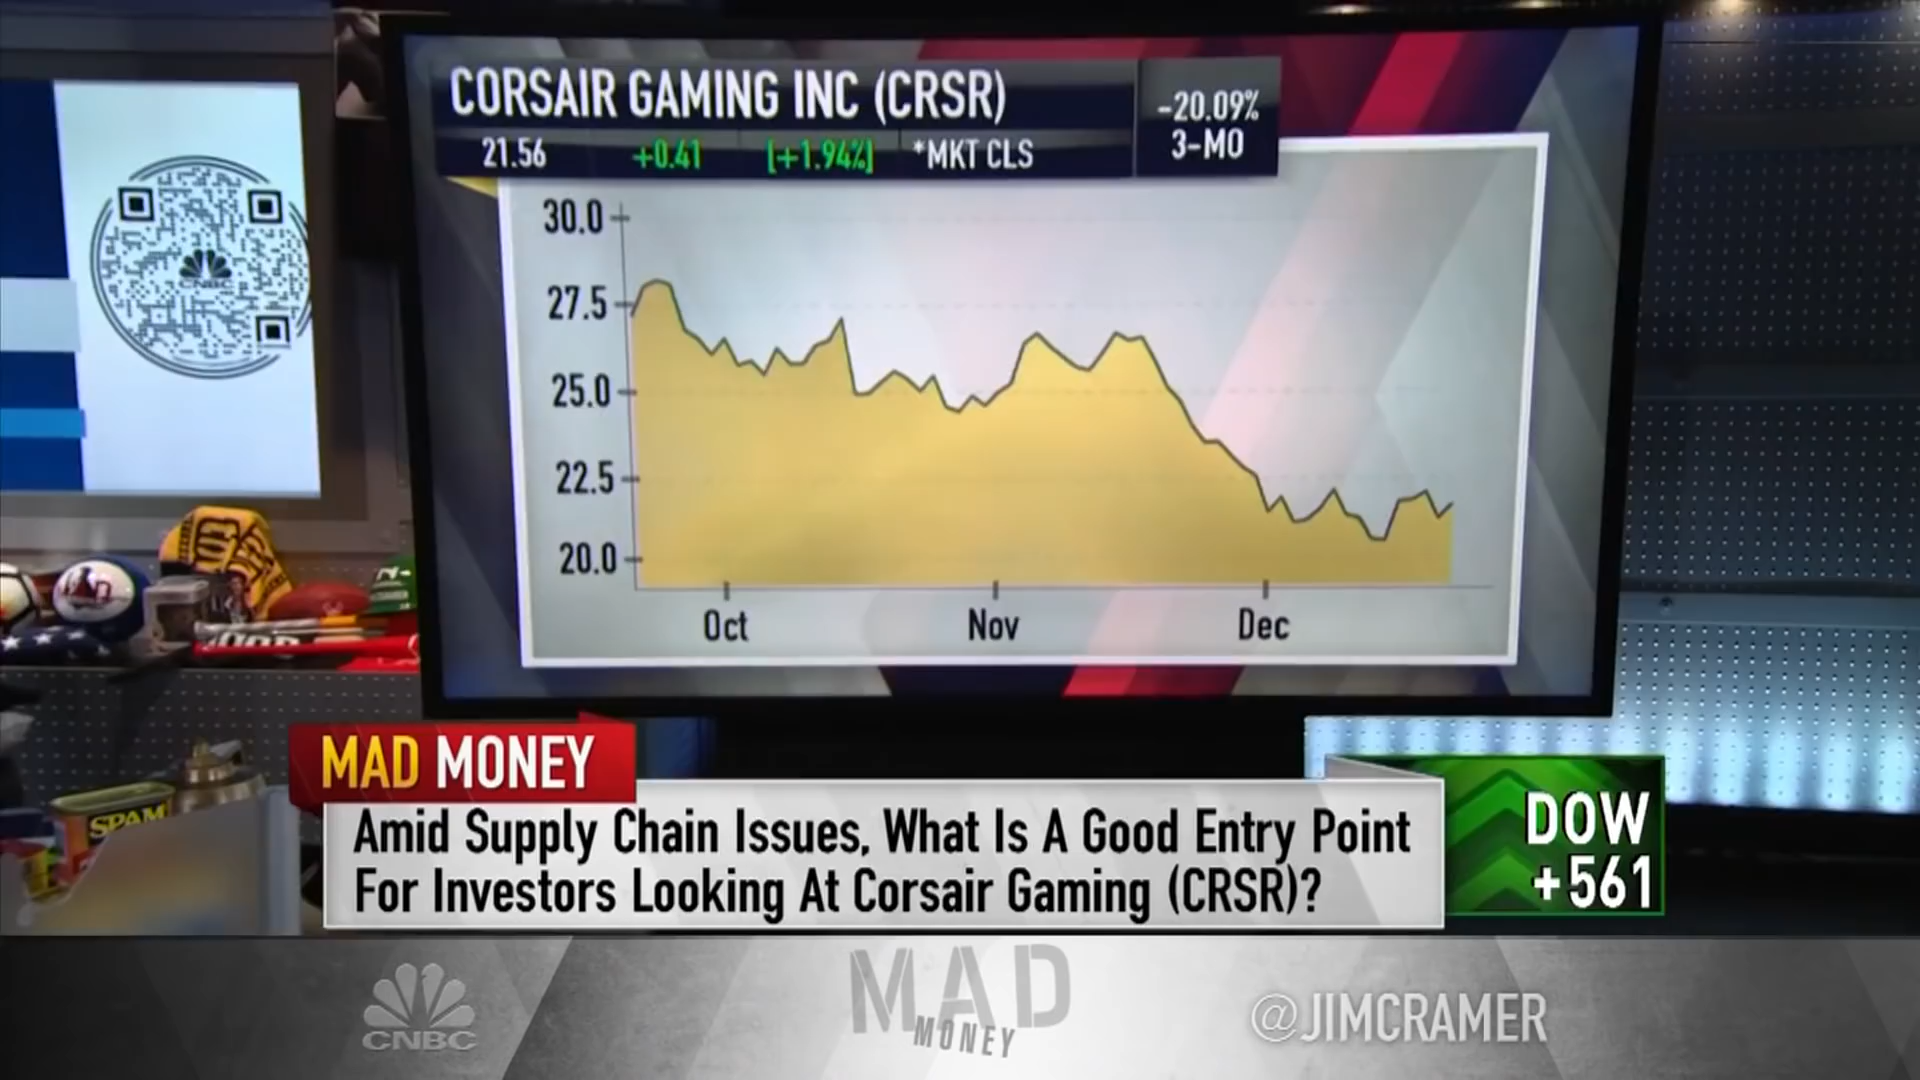 CORSAIR GAMING INC (CRSR)
21.56 +0.41 [+1.94%] *MKT CLS
-20.09%
3-MO
30.0
27.5
25.0
22.5
20.0
Oct Nov Dec
CNBC
SPAM
MAD MONEY
Amid Supply Chain Issues, What Is A Good Entry Point
For Investors Looking At Corsair Gaming (CRSR)?
DOW
+561
CNBC
MAD
MONEY
@JIMCRAMER